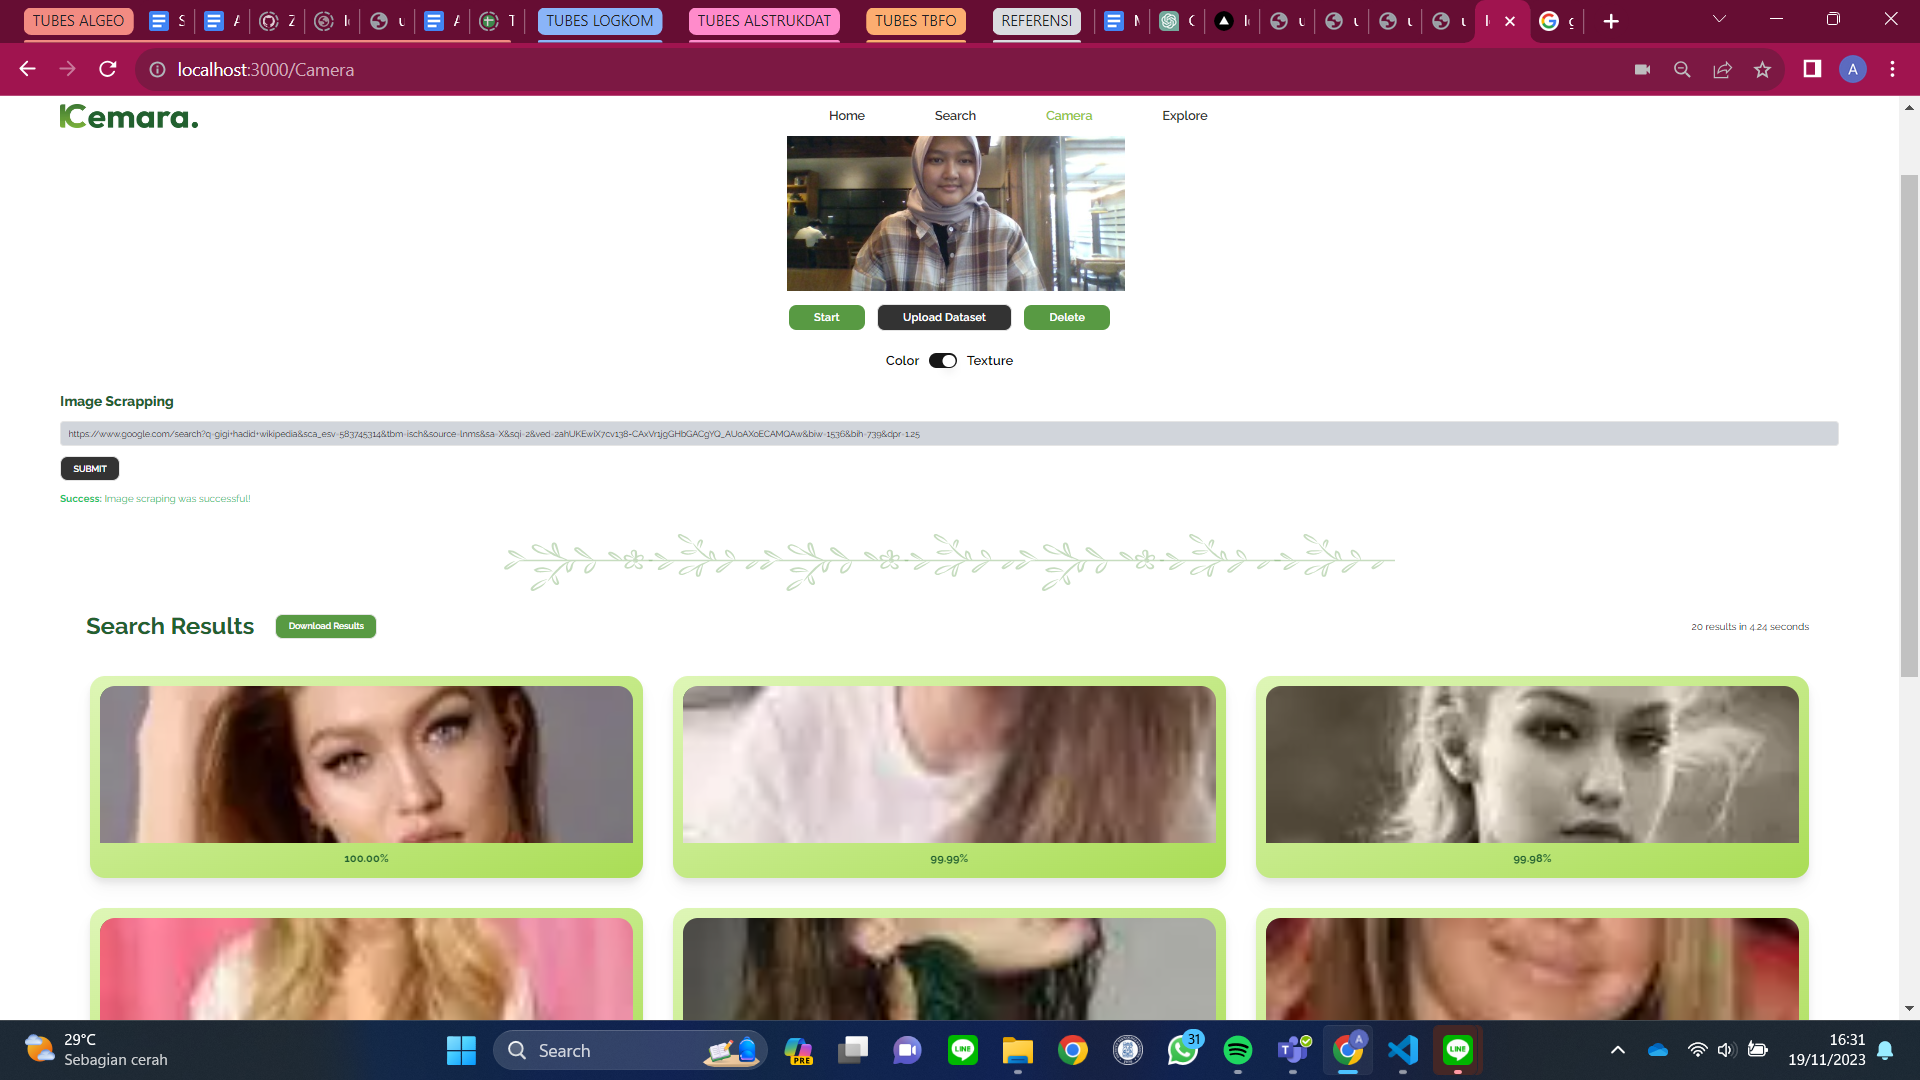 TUBES ALGEO
TUBES LOGKOM
TUBES ALSTRUKDAT
TUBES TBFO
REFERENSI
localhost:3000/Camera
A
Cemara.
Home
Search
Camera
Explore
Start
Upload Dataset
Delete
Color
Texture
Image Scrapping
https://www.google.com/search?q=gigi+hadid+wikipedia&sca_esv=583745314&tbm=isch&source=lnms&sa=X&sqi=2&ved=2ahUKEwiX7cv138-CAxVr1jgGHbGACgYQ_AUoAXoECAMQAw&biw=1536&bih=739&dpr=1.25
SUBMIT
Success: Image scraping was successful!
Search Results
Download Results
20 results in 4.24 seconds
100.00%
99.99%
99.98%
29°C
Sebagian cerah
Search
PRE
LINE
31
A
LINE
16:31
19/11/2023